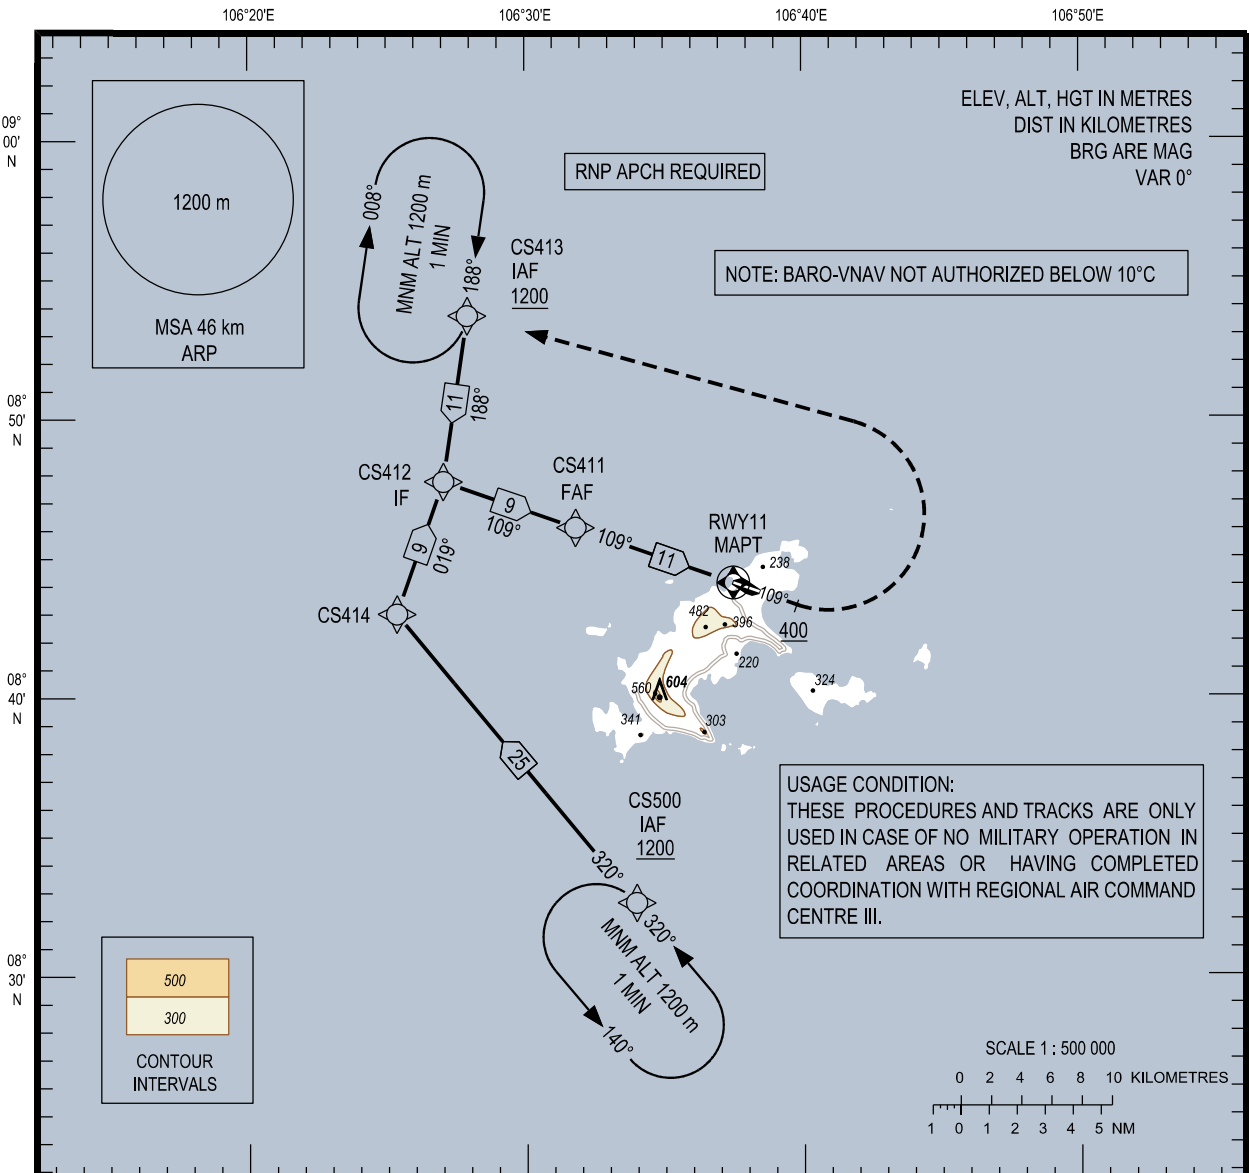 106°20'E
106°30'E
106°40'E
106°50'E
09°
00'
N
08°
50'
N
08°
40'
N
08°
30'
N
1200 m
MSA 46 km
ARP
ELEV, ALT, HGT IN METRES
DIST IN KILOMETRES
BRG ARE MAG
VAR 0°
RNP APCH REQUIRED
NOTE: BARO-VNAV NOT AUTHORIZED BELOW 10°C
008°
MNM ALT 1200 m
1 MIN
188°
CS413
IAF
1200
11
188°
CS412
IF
CS411
FAF
9
109°
109°
11
RWY11
MAPT
109°
400
9
019°
CS414
25
238
482
396
220
560
604
324
341
303
CS500
IAF
1200
320°
320°
MNM ALT 1200 m
1 MIN
140°
USAGE CONDITION:
THESE PROCEDURES AND TRACKS ARE ONLY
USED IN CASE OF NO MILITARY OPERATION IN
RELATED AREAS OR HAVING COMPLETED
COORDINATION WITH REGIONAL AIR COMMAND
CENTRE III.
500
300
CONTOUR
INTERVALS
SCALE 1 : 500 000
0 2 4 6 8 10 KILOMETRES
1 0 1 2 3 4 5 NM